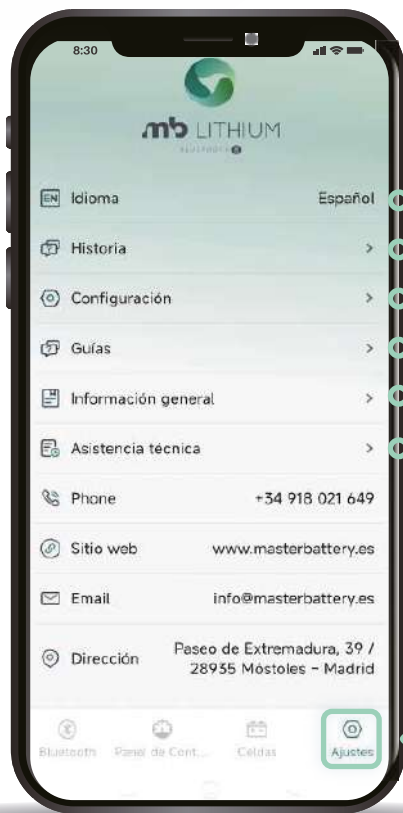 8:30
mb LITHIUM
BLUETOOTH
EN Idioma Español
Historia >
Configuración >
Guías >
Información general >
Asistencia técnica >
Phone +34 918 021 649
Sitio web www.masterbattery.es
Email info@masterbattery.es
Dirección Paseo de Extremadura, 39 /
28935 Móstoles - Madrid
Bluetooth Panel de Cont... Celdas Ajustes